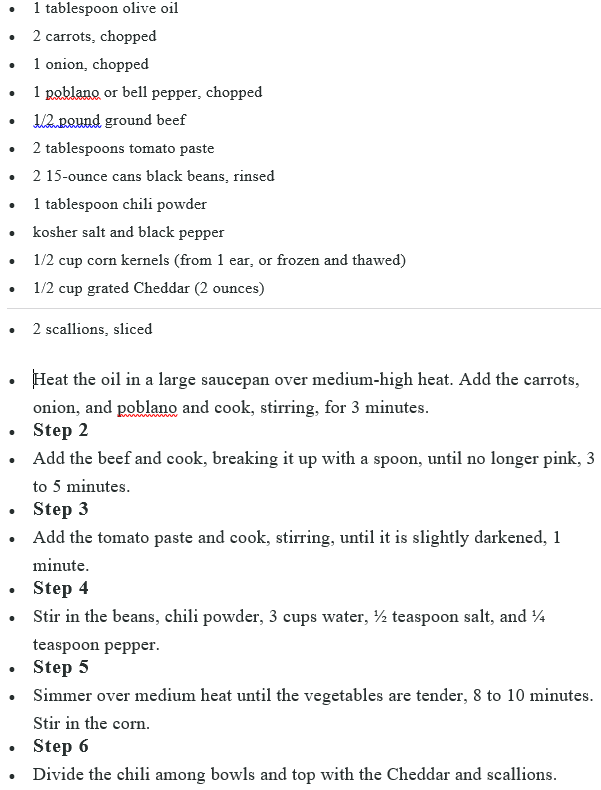 • 1 tablespoon olive oil
• 2 carrots, chopped
• 1 onion, chopped
• 1 poblano or bell pepper, chopped
• 1/2 pound ground beef
• 2 tablespoons tomato paste
• 2 15-ounce cans black beans, rinsed
• 1 tablespoon chili powder
• kosher salt and black pepper
• 1/2 cup corn kernels (from 1 ear, or frozen and thawed)
• 1/2 cup grated Cheddar (2 ounces)
• 2 scallions, sliced
• Heat the oil in a large saucepan over medium-high heat. Add the carrots,
onion, and poblano and cook, stirring, for 3 minutes.
• Step 2
• Add the beef and cook, breaking it up with a spoon, until no longer pink, 3
to 5 minutes.
• Step 3
• Add the tomato paste and cook, stirring, until it is slightly darkened, 1
minute.
• Step 4
• Stir in the beans, chili powder, 3 cups water, ½ teaspoon salt, and ¼
teaspoon pepper.
• Step 5
• Simmer over medium heat until the vegetables are tender, 8 to 10 minutes.
Stir in the corn.
• Step 6
• Divide the chili among bowls and top with the Cheddar and scallions.